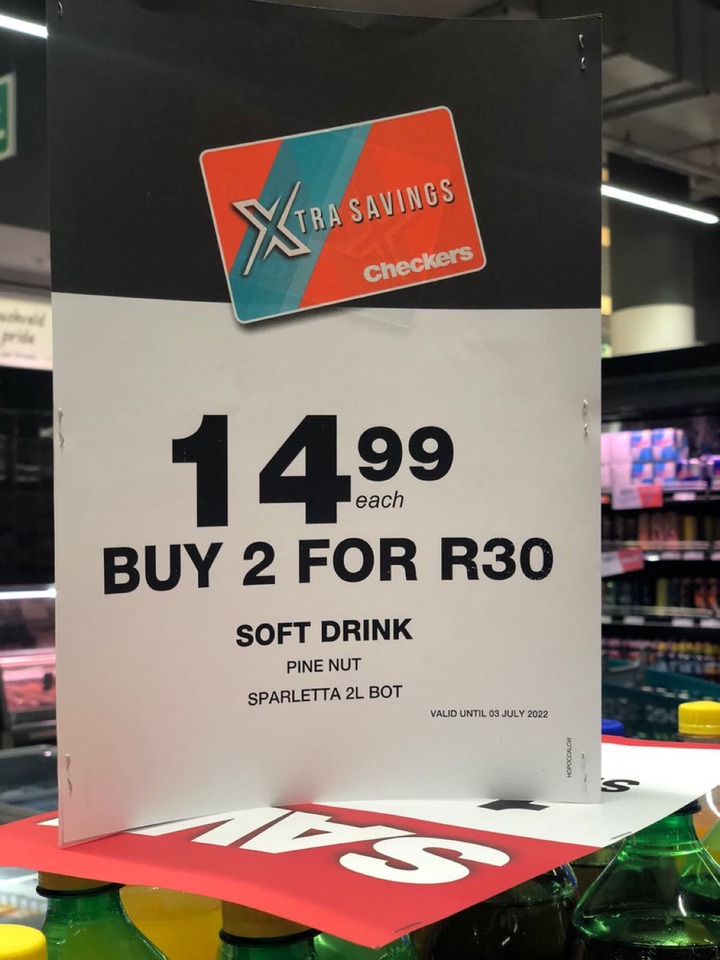 XTRA SAVINGS
Checkers
14 99
each
BUY 2 FOR R30
SOFT DRINK
PINE NUT
SPARLETTA 2L BOT
VALID UNTIL 03 JULY 2022
pride
SAV